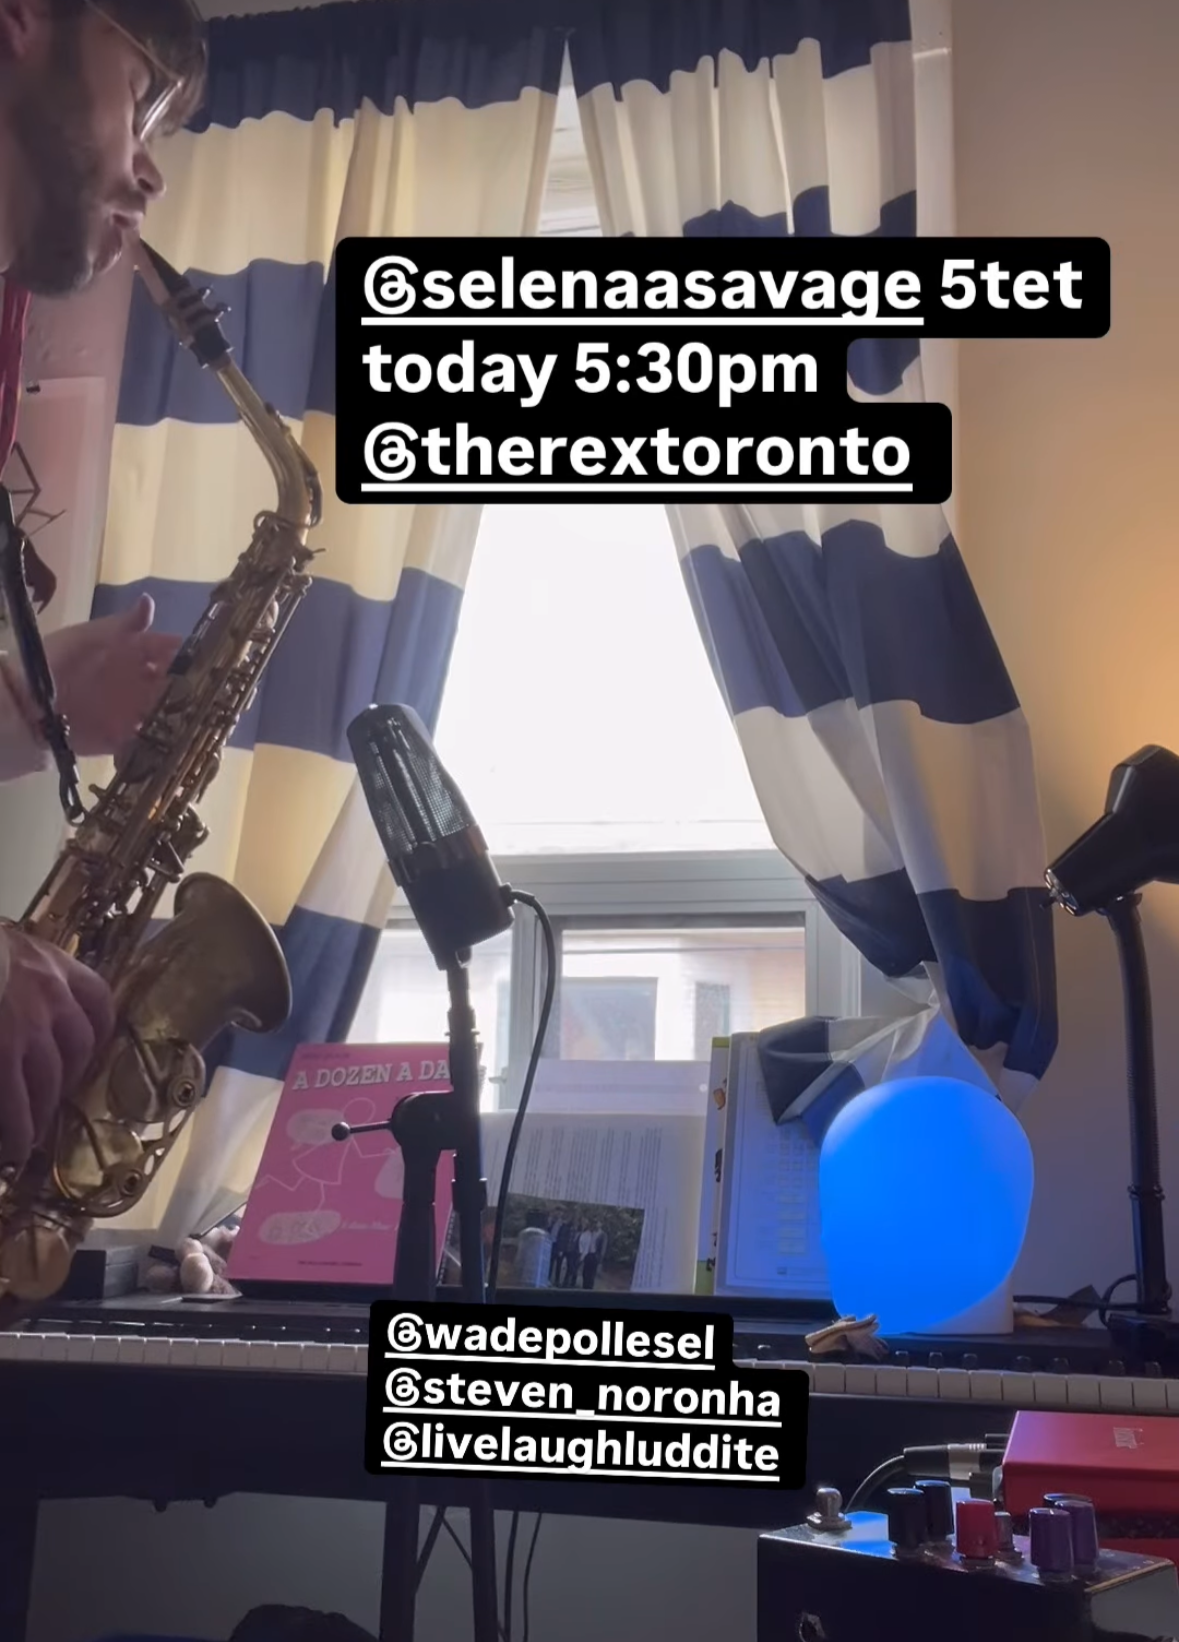 @selenaasavage 5tet
today 5:30pm
@therextoronto
A DOZEN A DA
@wadepollesel
@steven_noronha
@livelaughluddite